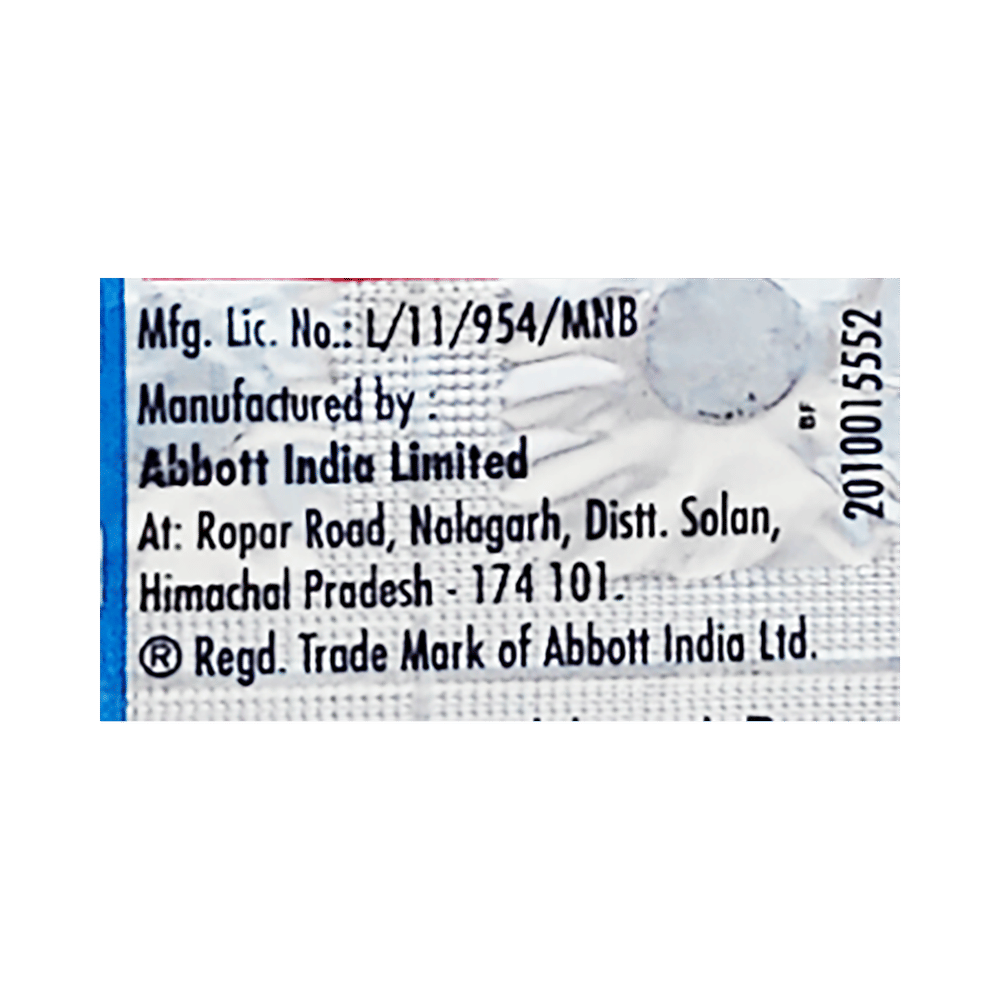 Mfg. Lic. No.: L/11/954/MNB
Manufactured by :
Abbott India Limited
At: Ropar Road, Nalagarh, Distt. Solan,
Himachal Pradesh - 174 101.
® Regd. Trade Mark of Abbott India Ltd.
BF
2010015552